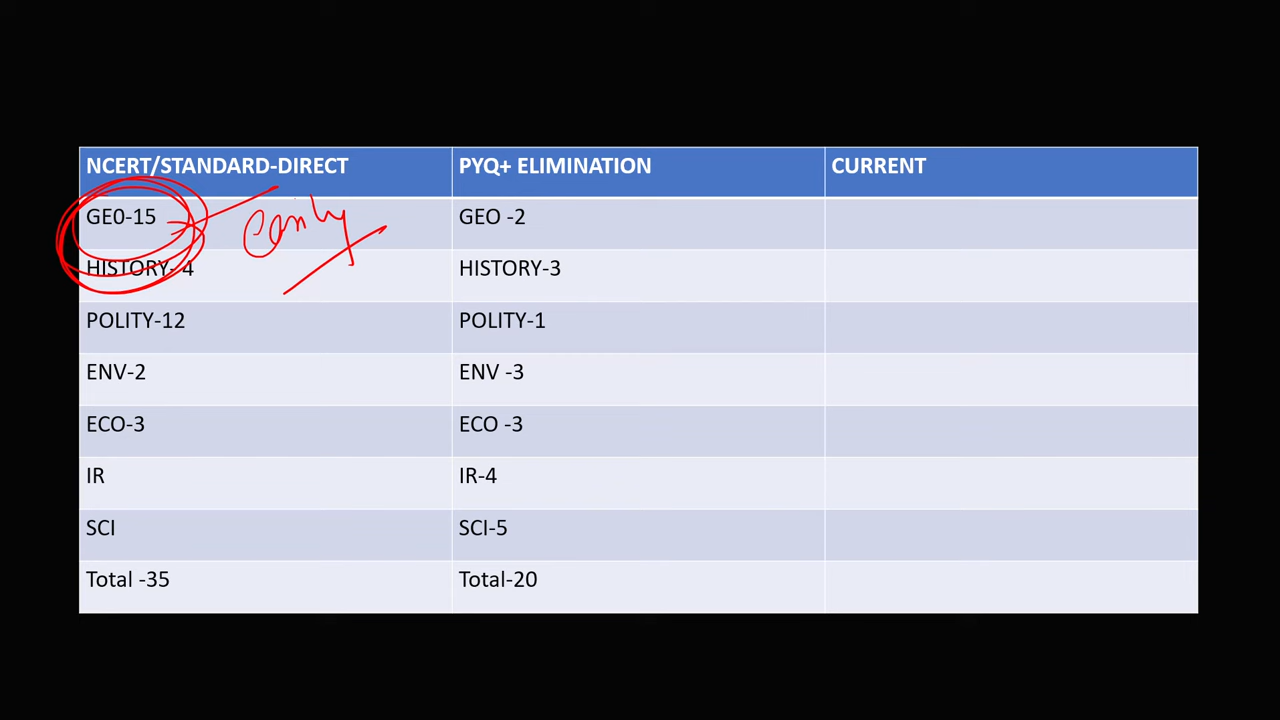 NCERT/STANDARD-DIRECT PYQ+ ELIMINATION CURRENT
GE0-15 GEO -2
HISTORY- 4 HISTORY-3
POLITY-12 POLITY-1
ENV-2 ENV -3
ECO-3 ECO -3
IR IR-4
SCI SCI-5
Total -35 Total-20